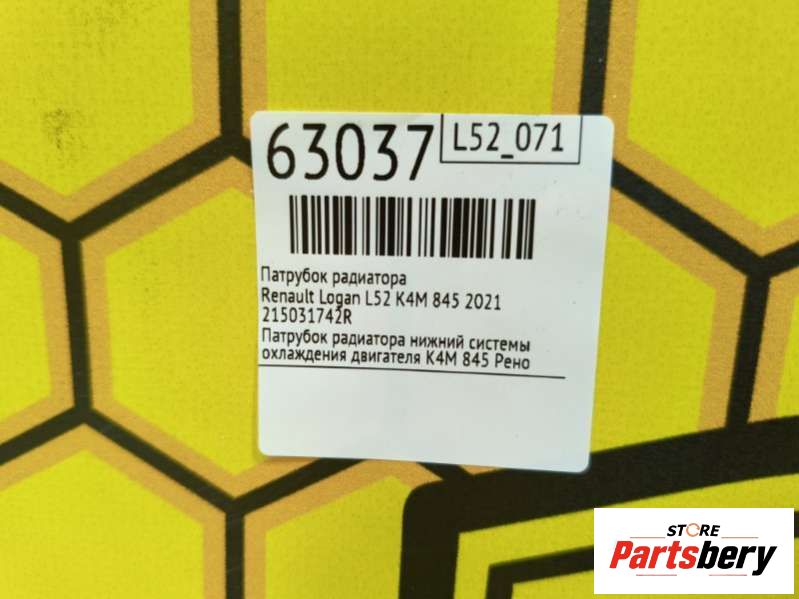 63037
L52_071
Патрубок радиатора
Renault Logan L52 K4M 845 2021
215031742R
Патрубок радиатора нижний системы
охлаждения двигателя K4M 845 Рено
STORE
Partsbery